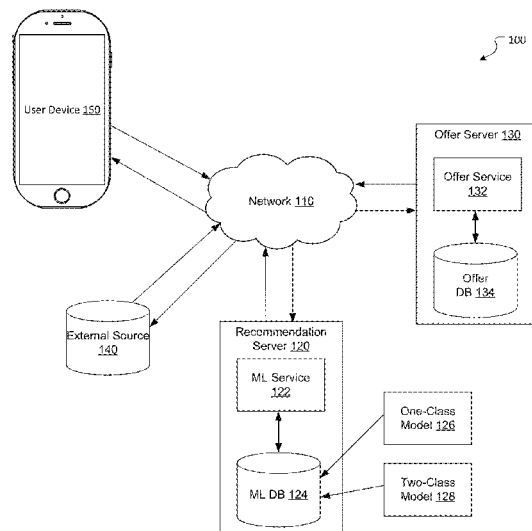 100
User Device 150
Offer Server 130
Offer Service
132
Network 110
Offer
DB 134
External Source
140
Recommendation
Server 120
ML Service
122
One-Class
Model 126
ML DB 124
Two-Class
Model 128